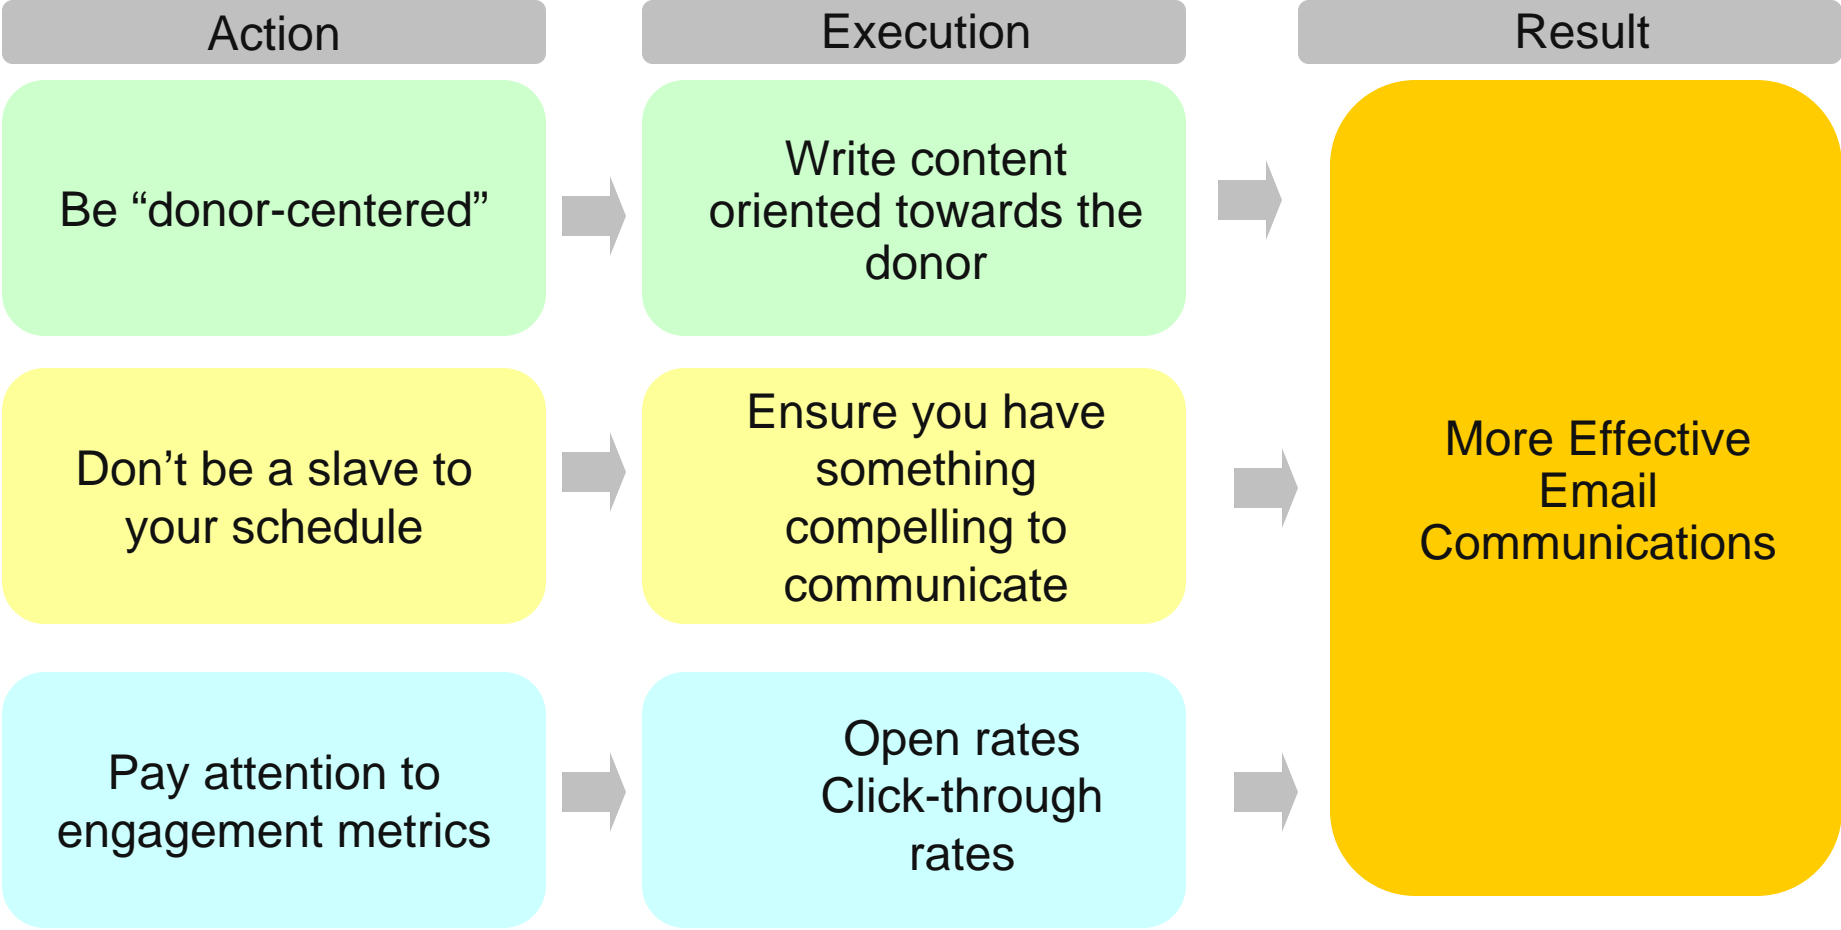 Action
Execution
Result
Be “donor-centered”
Write content
oriented towards the
donor
Don’t be a slave to
your schedule
Ensure you have
something
compelling to
communicate
More Effective
Email
Communications
Pay attention to
engagement metrics
Open rates
Click-through
rates